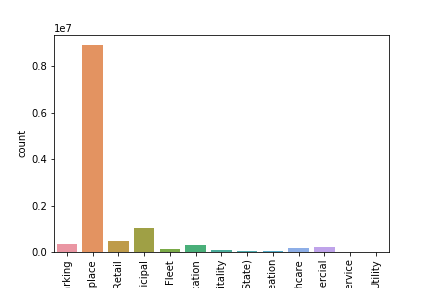 1e7
0.8
0.6
0.4
0.2
0.0
count
rking
place
Retail
icipal
Fleet
ation
itality
State)
eation
hcare
ercial
ervice
Utility